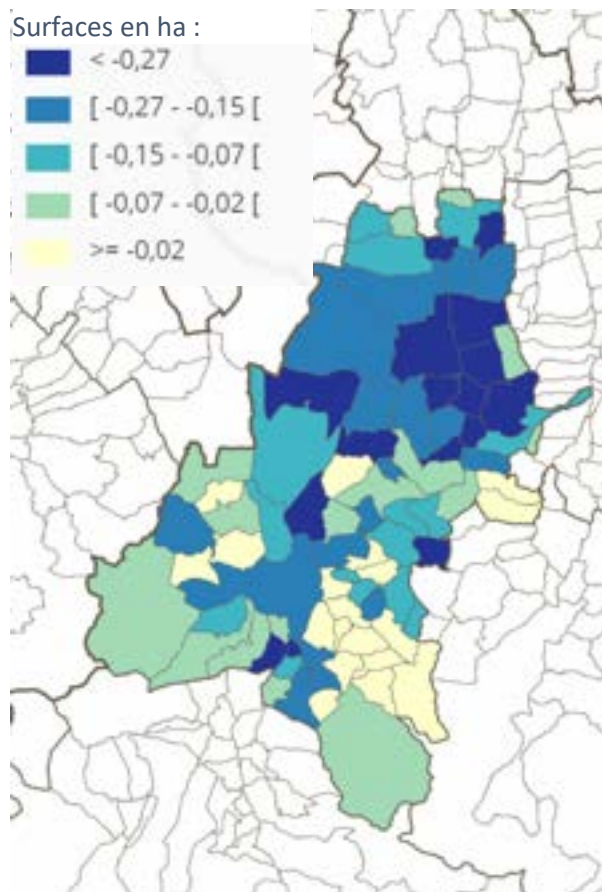 Surfaces en ha :
< -0,27
[ -0,27 - -0,15 [
[ -0,15 - -0,07 [
[ -0,07 - -0,02 [
>= -0,02